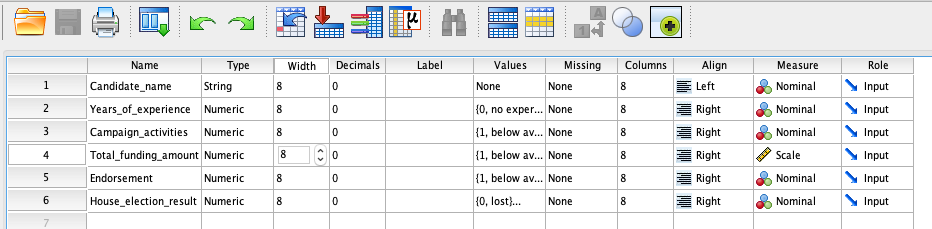 A
1 4
μ
Name Type Width Decimals Label Values Missing Columns Align Measure Role
1 Candidate_name String 8 0 None None 8 Left Nominal Input
2 Years_of_experience Numeric 8 0 {0, no exper... None 8 Right Nominal Input
3 Campaign_activities Numeric 8 0 {1, below av... None 8 Right Nominal Input
4 Total_funding_amount Numeric 8 0 {1, below av... None 8 Right Scale Input
5 Endorsement Numeric 8 0 {1, below av... None 8 Right Nominal Input
6 House_election_result Numeric 8 0 {0, lost}... None 8 Right Nominal Input
7